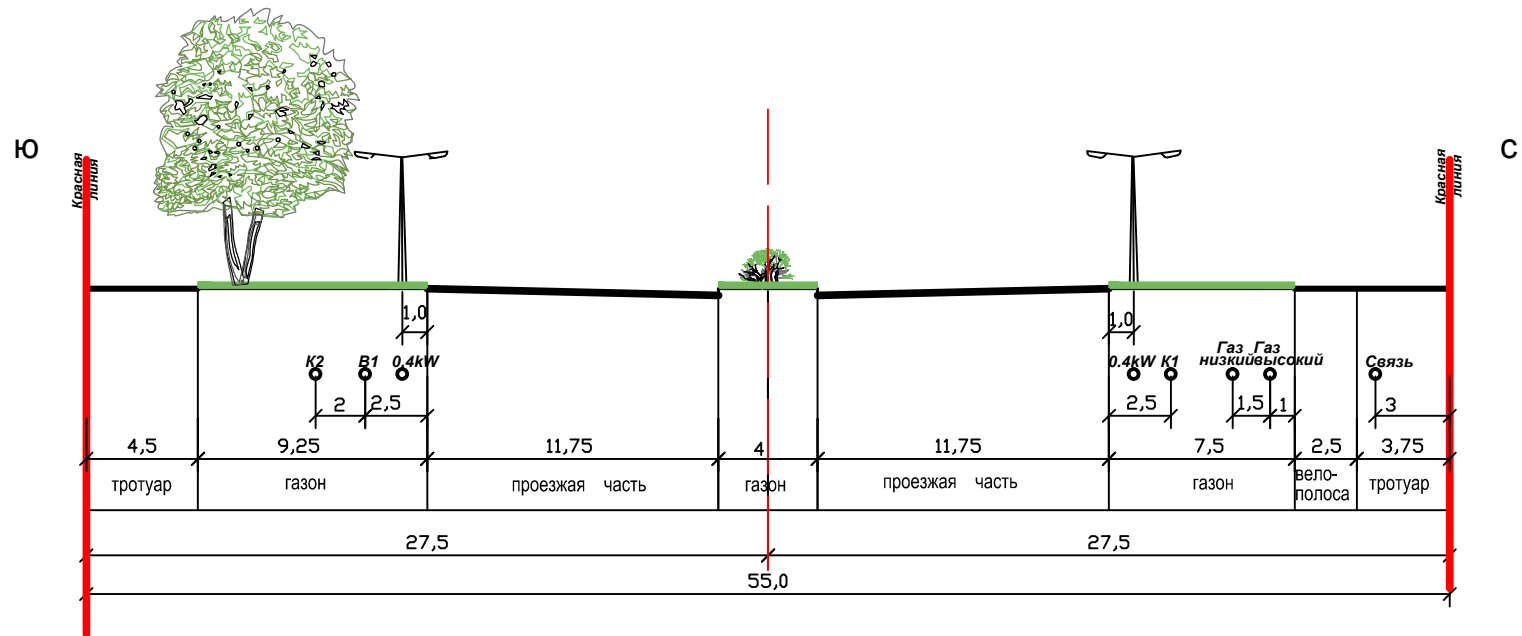 Ю
С
Красная
линия
Красная
линия
1,0
1,0
К2
В1
0,4kW
0.4kW
К1
Газ
низкий
Газ
высокий
Связь
2
2,5
2,5
1,5
1
3
4,5
9,25
11,75
4
11,75
7,5
2,5
3,75
тротуар
газон
проезжая часть
газон
проезжая часть
газон
вело-
полоса
тротуар
27,5
27,5
55,0